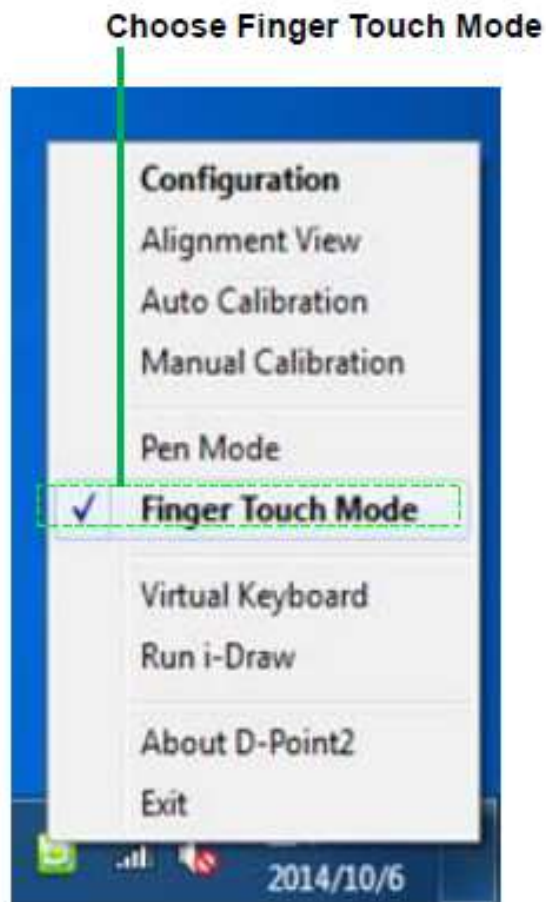 Choose Finger Touch Mode
Configuration
Alignment View
Auto Calibration
Manual Calibration
Pen Mode
Finger Touch Mode
Virtual Keyboard
Run i-Draw
About D-Point2
Exit
2014/10/6